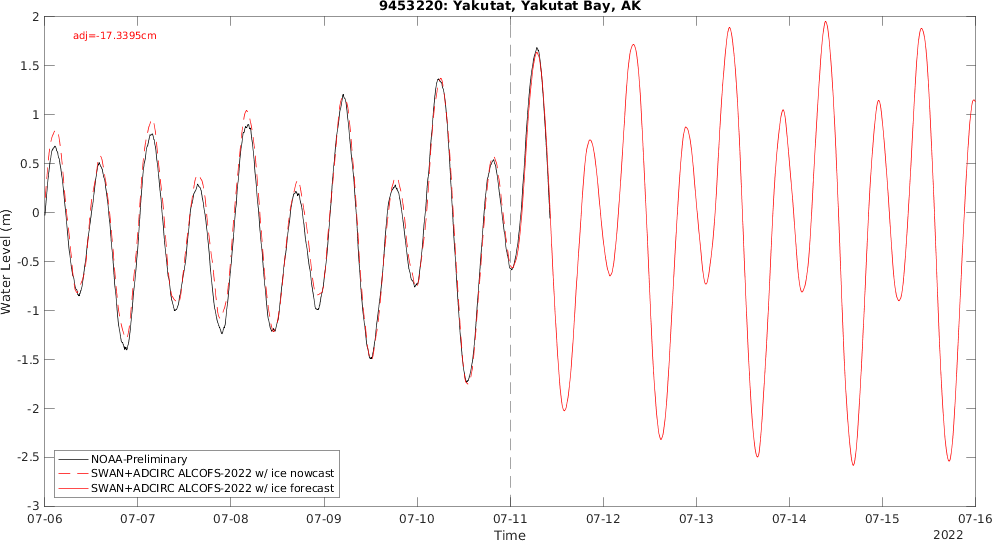 9453220: Yakutat, Yakutat Bay, AK
adj=-17.3395cm
2
1.5
1
0.5
0
-0.5
-1
-1.5
-2
-2.5
-3
Water Level (m)
NOAA-Preliminary
SWAN+ADCIRC ALCOFS-2022 w/ ice nowcast
SWAN+ADCIRC ALCOFS-2022 w/ ice forecast
07-06 07-07 07-08 07-09 07-10 07-11 07-12 07-13 07-14 07-15 07-16
Time
2022